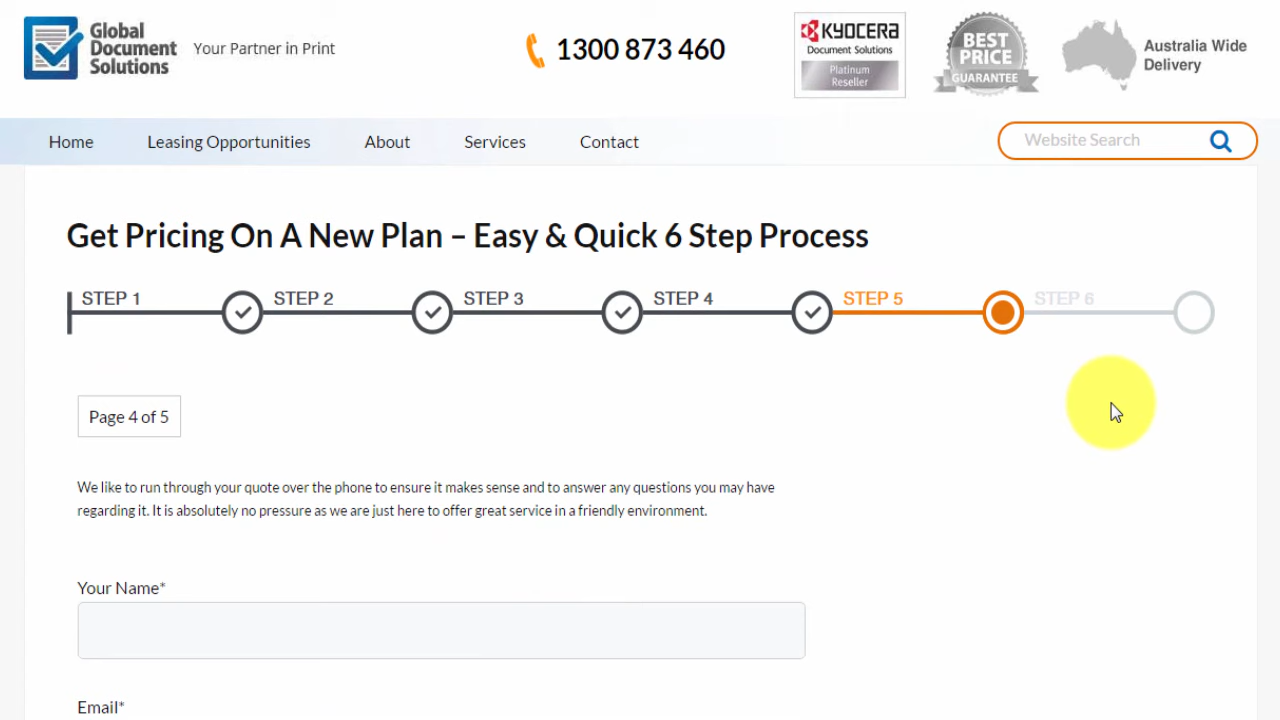 Global
Document
Solutions
Your Partner in Print
1300 873 460
KYOCERA
Document Solutions
Platinum
Reseller
BEST
PRICE
GUARANTEE
Australia Wide
Delivery
Home
Leasing Opportunities
About
Services
Contact
Website Search
Get Pricing On A New Plan – Easy & Quick 6 Step Process
STEP 1
STEP 2
STEP 3
STEP 4
STEP 5
STEP 6
Page 4 of 5
We like to run through your quote over the phone to ensure it makes sense and to answer any questions you may have
regarding it. It is absolutely no pressure as we are just here to offer great service in a friendly environment.
Your Name*
Email*